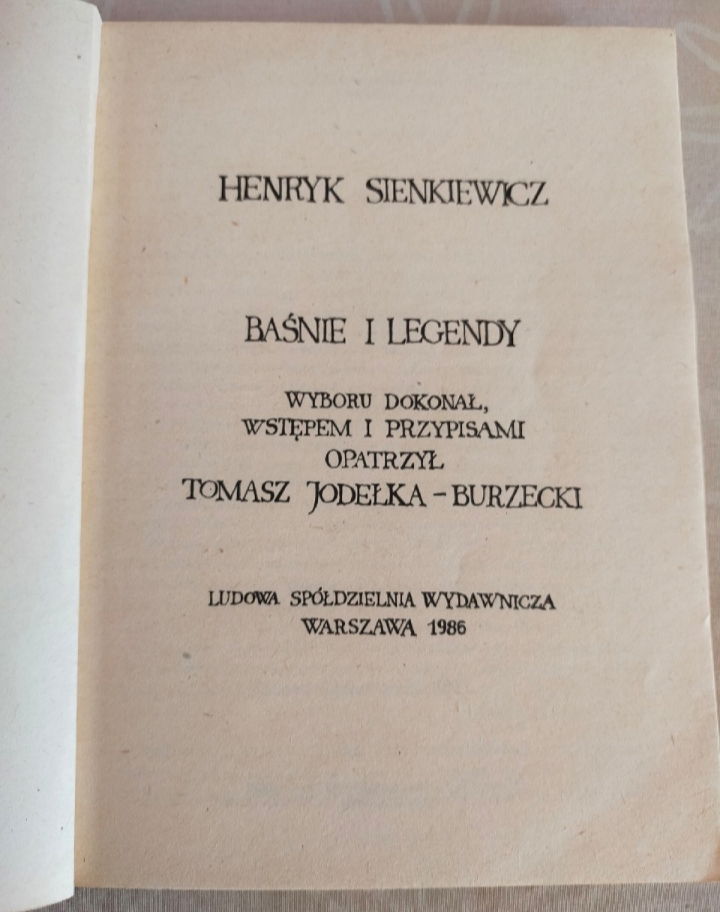 HENRYK SIENKIEWICZ
BAŚNIE I LEGENDY
WYBORU DOKONAŁ,
WSTĘPEM I PRZYPISAMI
OPATRZYŁ
TOMASZ JODEŁKA-BURZECKI
LUDOWA SPÓŁDZIELNIA WYDAWNICZA
WARSZAWA 1986